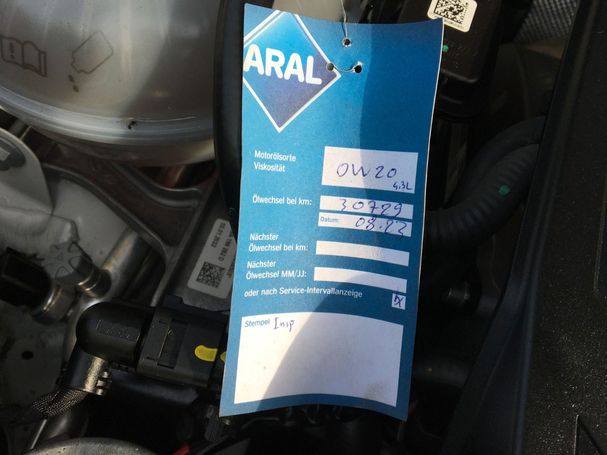 ARAL
Motorölsorte
Viskosität
0W20
4,3L
Ölwechsel bei km:
30799
Datum:
08.22
Nächster
Ölwechsel bei km:
Nächster
Ölwechsel MM/JJ:
oder nach Service-Intervallanzeige
X
Stempel
Insp